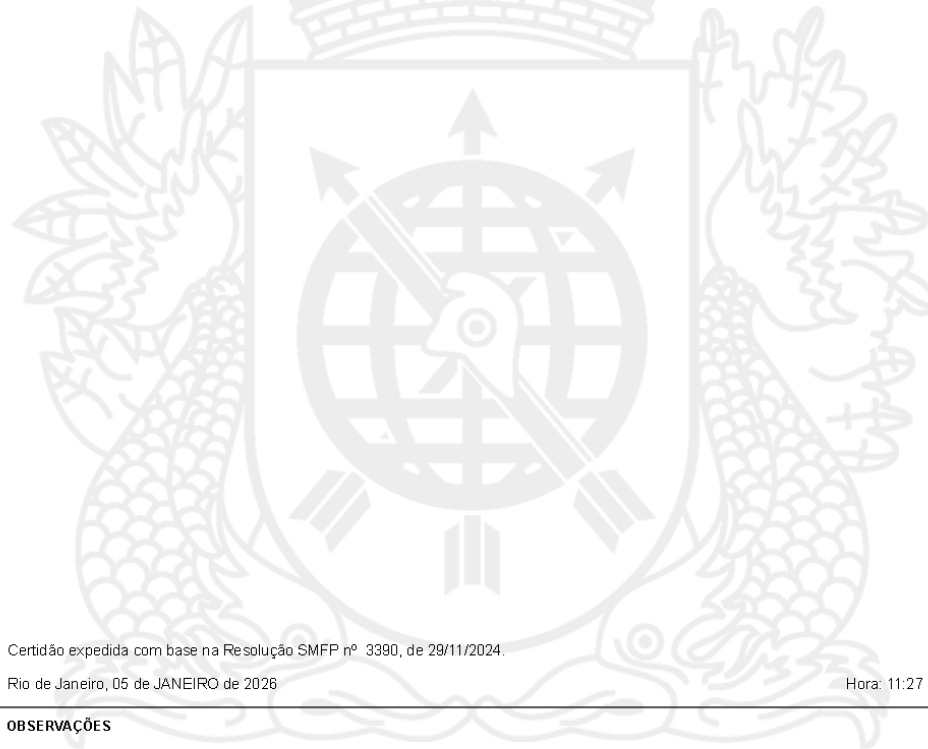 Certidão expedida com base na Resolução SMFP nº 3390, de 29/11/2024.
Rio de Janeiro, 05 de JANEIRO de 2026 Hora: 11:27
OBSERVAÇÕES